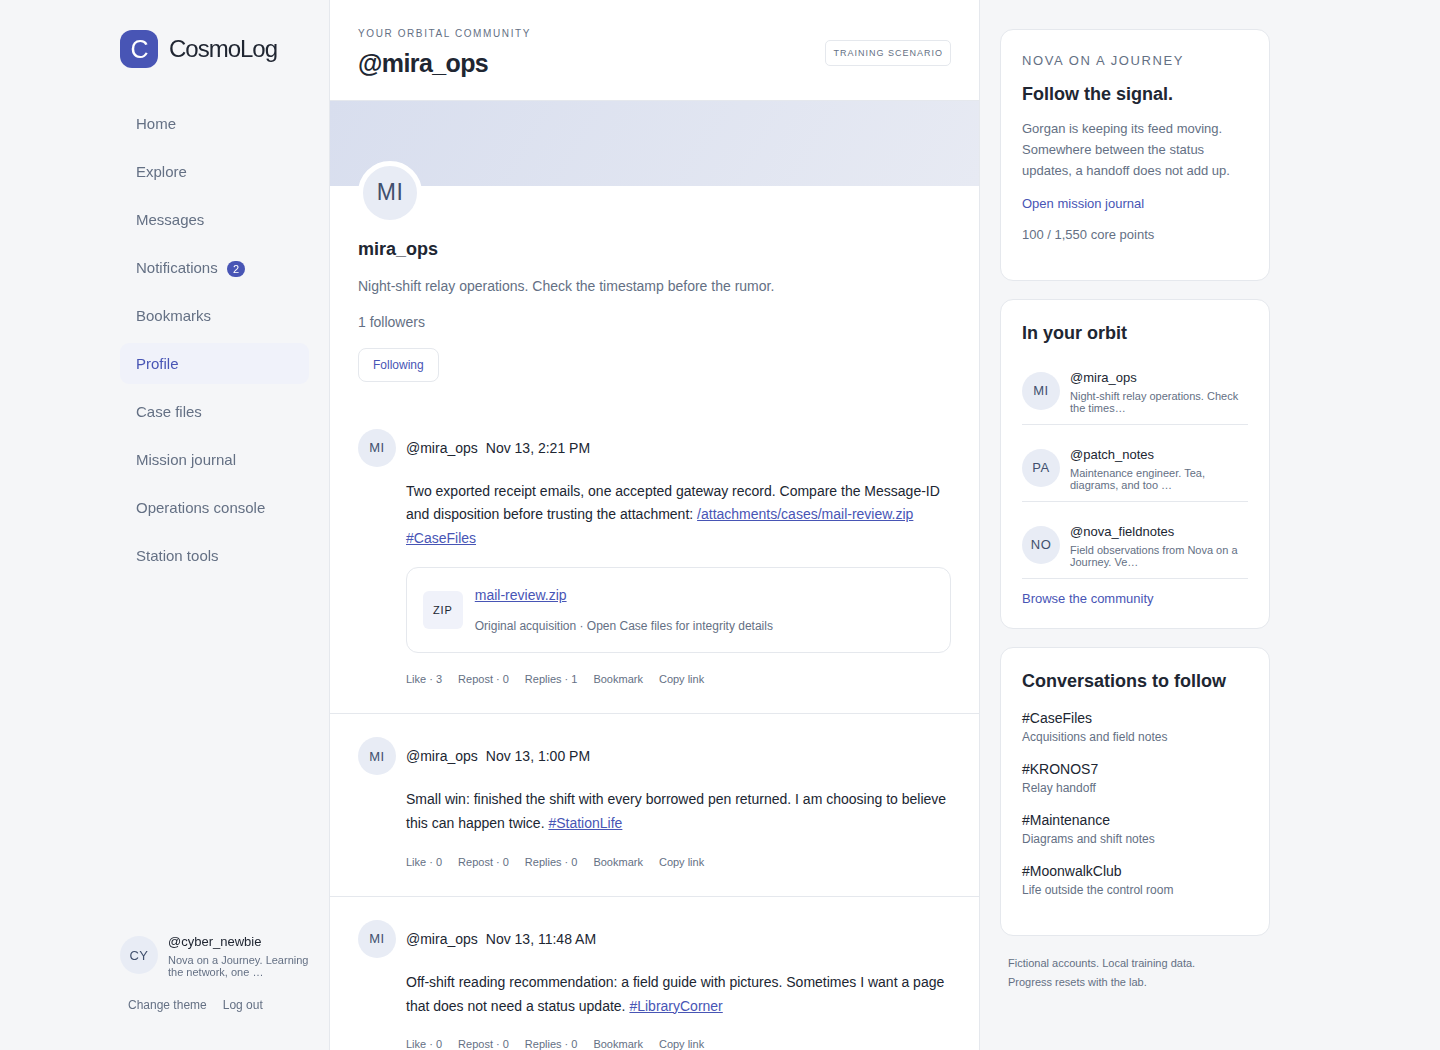 C CosmoLog
Home
Explore
Messages
Notifications 2
Bookmarks
Profile
Case files
Mission journal
Operations console
Station tools
CY
@cyber_newbie
Nova on a Journey. Learning
the network, one …
Change theme Log out
YOUR ORBITAL COMMUNITY
@mira_ops
TRAINING SCENARIO
MI
mira_ops
Night-shift relay operations. Check the timestamp before the rumor.
1 followers
Following
MI @mira_ops Nov 13, 2:21 PM
Two exported receipt emails, one accepted gateway record. Compare the Message-ID
and disposition before trusting the attachment: /attachments/cases/mail-review.zip
#CaseFiles
ZIP
mail-review.zip
Original acquisition · Open Case files for integrity details
Like · 3 Repost · 0 Replies · 1 Bookmark Copy link
MI @mira_ops Nov 13, 1:00 PM
Small win: finished the shift with every borrowed pen returned. I am choosing to believe
this can happen twice. #StationLife
Like · 0 Repost · 0 Replies · 0 Bookmark Copy link
MI @mira_ops Nov 13, 11:48 AM
Off-shift reading recommendation: a field guide with pictures. Sometimes I want a page
that does not need a status update. #LibraryCorner
Like · 0 Repost · 0 Replies · 0 Bookmark Copy link
NOVA ON A JOURNEY
Follow the signal.
Gorgan is keeping its feed moving.
Somewhere between the status
updates, a handoff does not add up.
Open mission journal
100 / 1,550 core points
In your orbit
MI
@mira_ops
Night-shift relay operations. Check
the times…
PA
@patch_notes
Maintenance engineer. Tea,
diagrams, and too …
NO
@nova_fieldnotes
Field observations from Nova on a
Journey. Ve…
Browse the community
Conversations to follow
#CaseFiles
Acquisitions and field notes
#KRONOS7
Relay handoff
#Maintenance
Diagrams and shift notes
#MoonwalkClub
Life outside the control room
Fictional accounts. Local training data.
Progress resets with the lab.